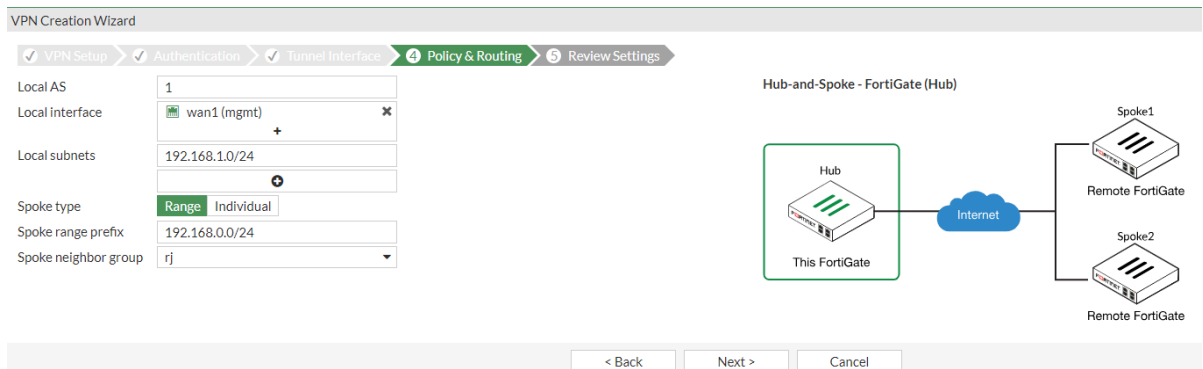 VPN Creation Wizard
VPN Setup
Authentication
Tunnel Interface
4 Policy & Routing
5 Review Settings
Local AS
1
Local interface
wan1 (mgmt)
Local subnets
192.168.1.0/24
Spoke type
Range
Individual
Spoke range prefix
192.168.0.0/24
Spoke neighbor group
rj
Hub-and-Spoke - FortiGate (Hub)
Hub
FORTINET
This FortiGate
Internet
Spoke1
FORTINET
Remote FortiGate
Spoke2
FORTINET
Remote FortiGate
< Back
Next >
Cancel